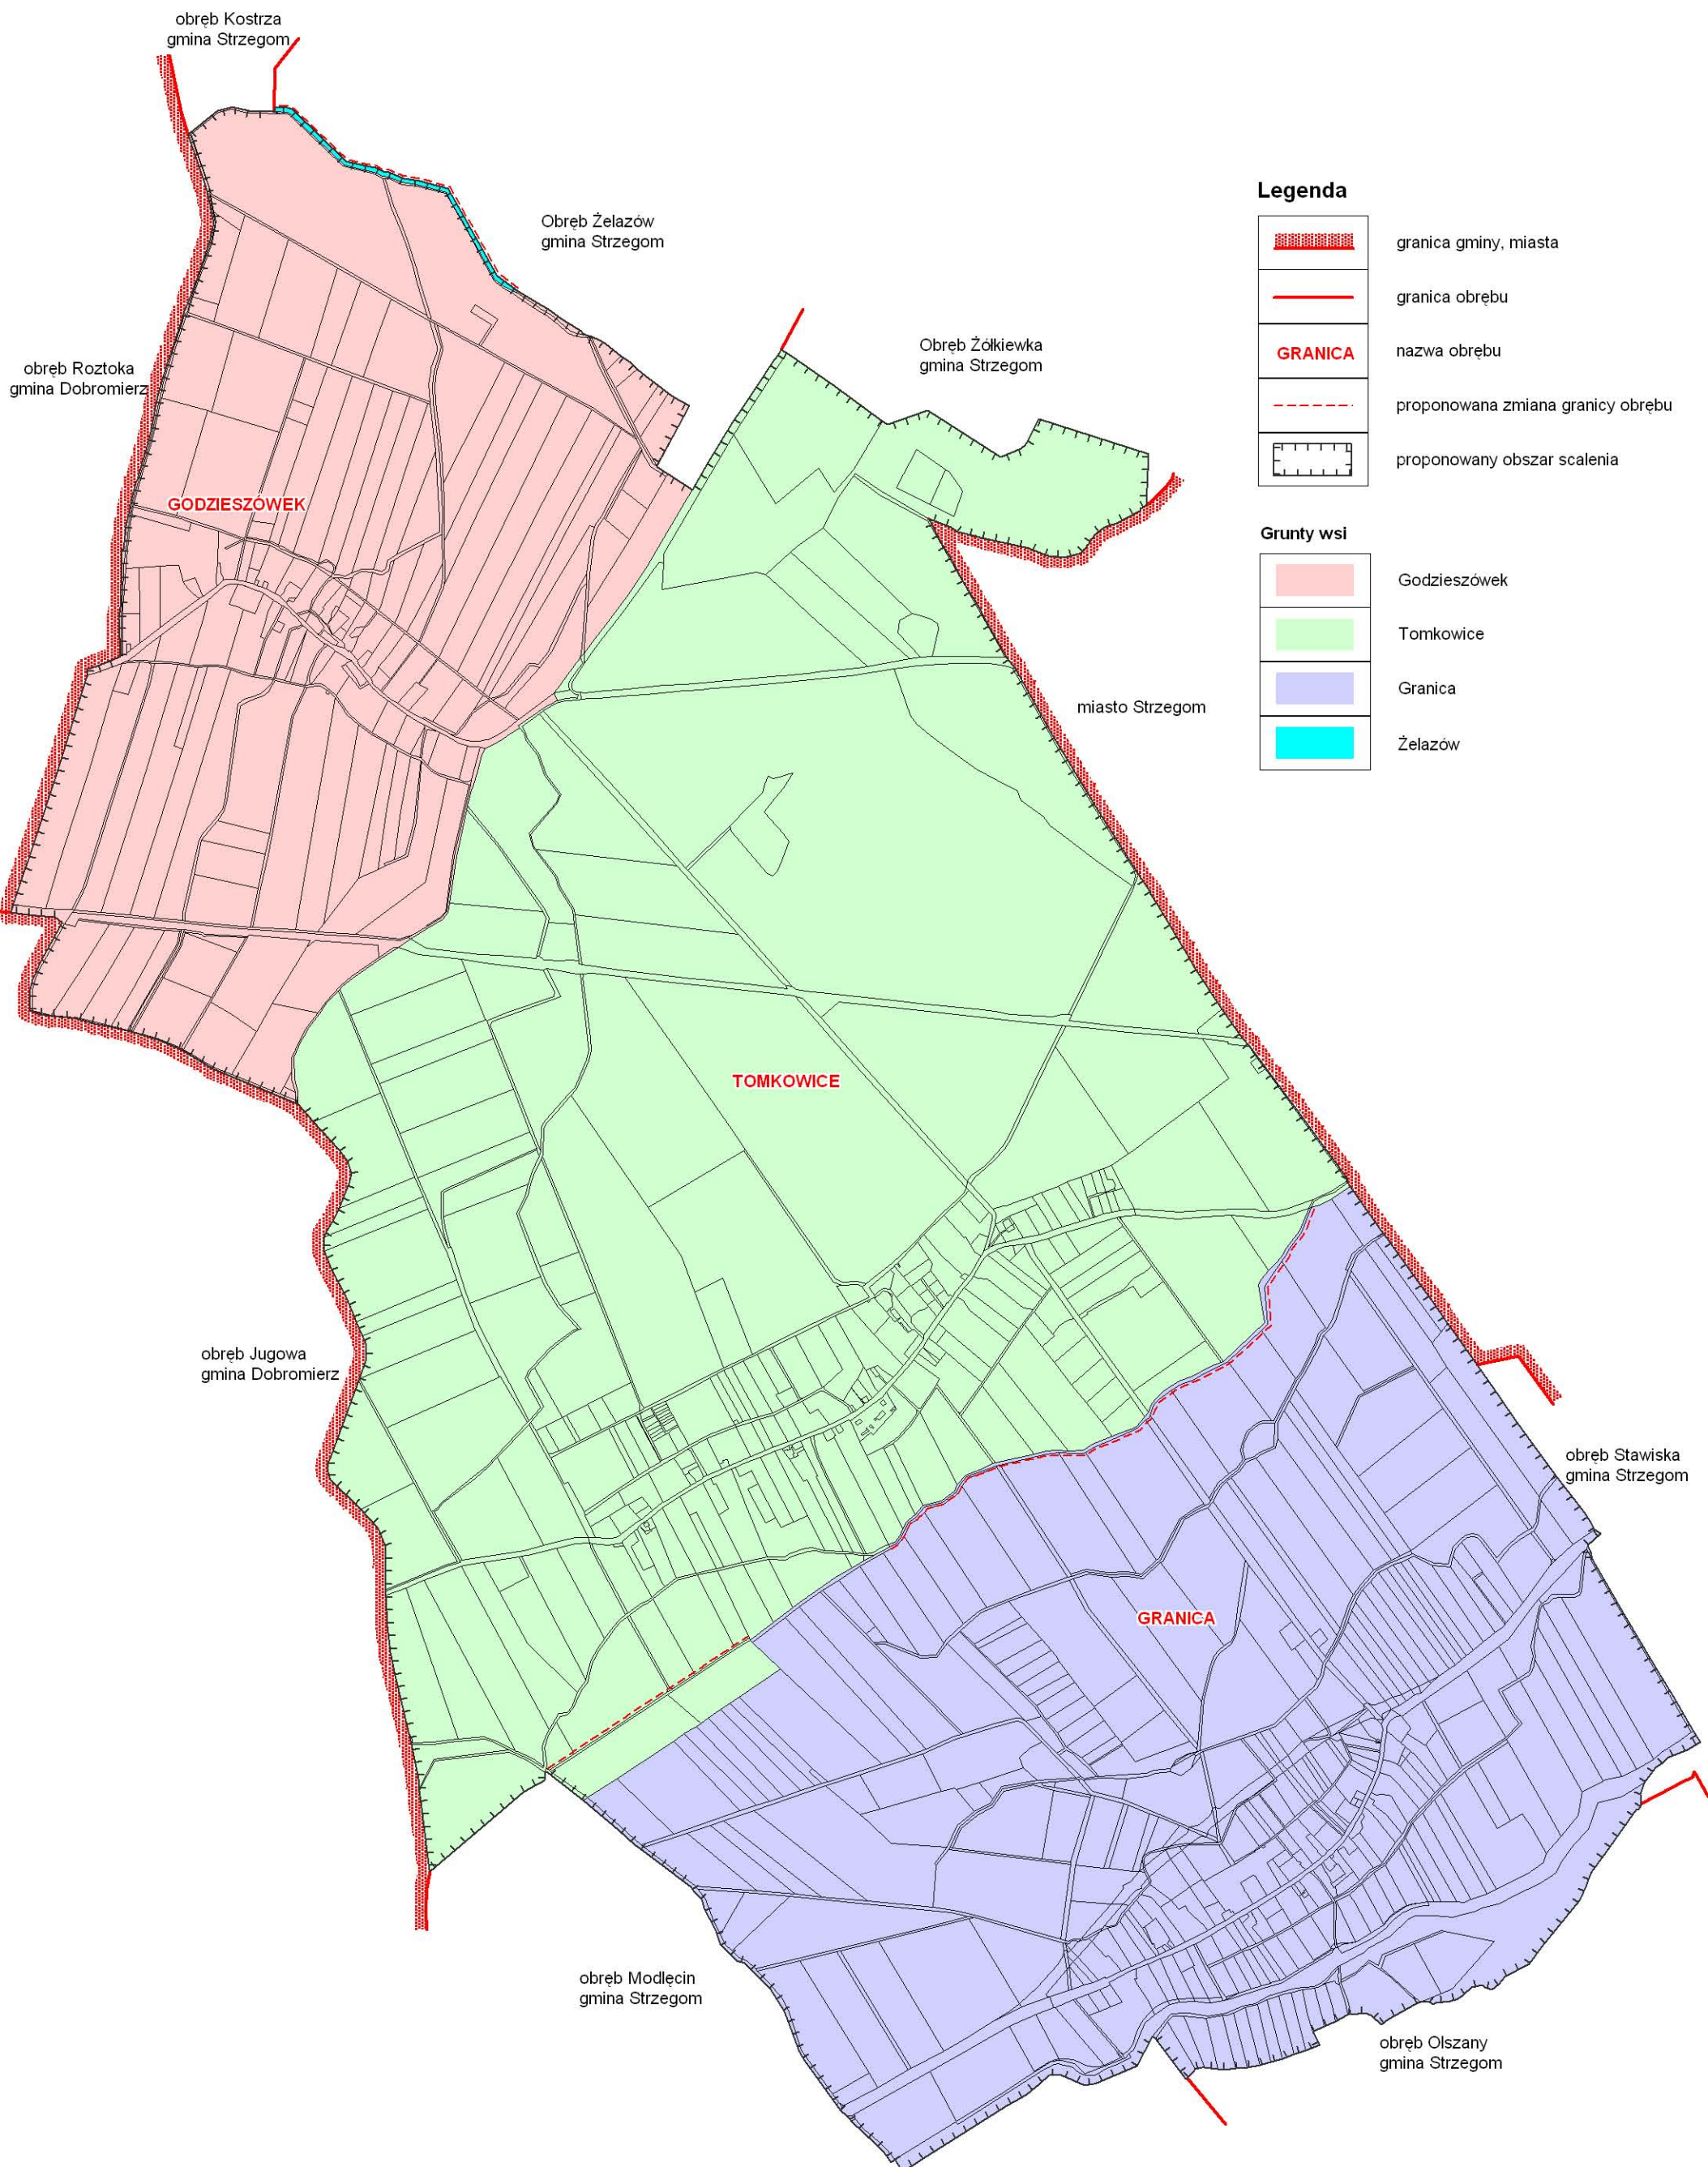 obręb Kostrza
gmina Strzegom
Obręb Żelazów
gmina Strzegom
obręb Roztoka
gmina Dobromierz
Obręb Żółkiewka
gmina Strzegom
GODZIESZÓWEK
miasto Strzegom
TOMKOWICE
obręb Jugowa
gmina Dobromierz
obręb Stawiska
gmina Strzegom
GRANICA
obręb Modlęcin
gmina Strzegom
obręb Olszany
gmina Strzegom
Legenda
granica gminy, miasta
granica obrębu
GRANICA nazwa obrębu
proponowana zmiana granicy obrębu
proponowany obszar scalenia
Grunty wsi
Godzieszówek
Tomkowice
Granica
Żelazów